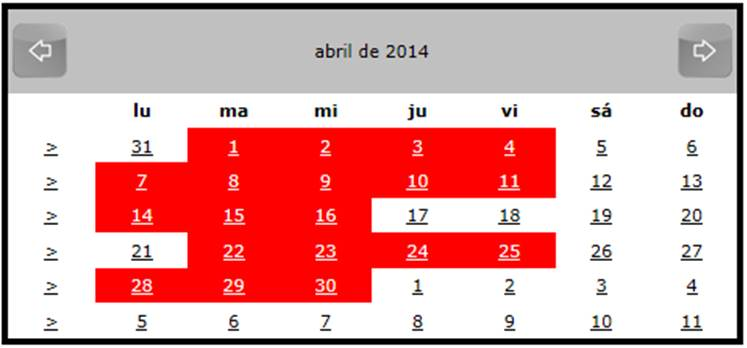 abril de 2014
lu ma mi ju vi sá do
> 31 1 2 3 4 5 6
> 7 8 9 10 11 12 13
> 14 15 16 17 18 19 20
> 21 22 23 24 25 26 27
> 28 29 30 1 2 3 4
> 5 6 7 8 9 10 11